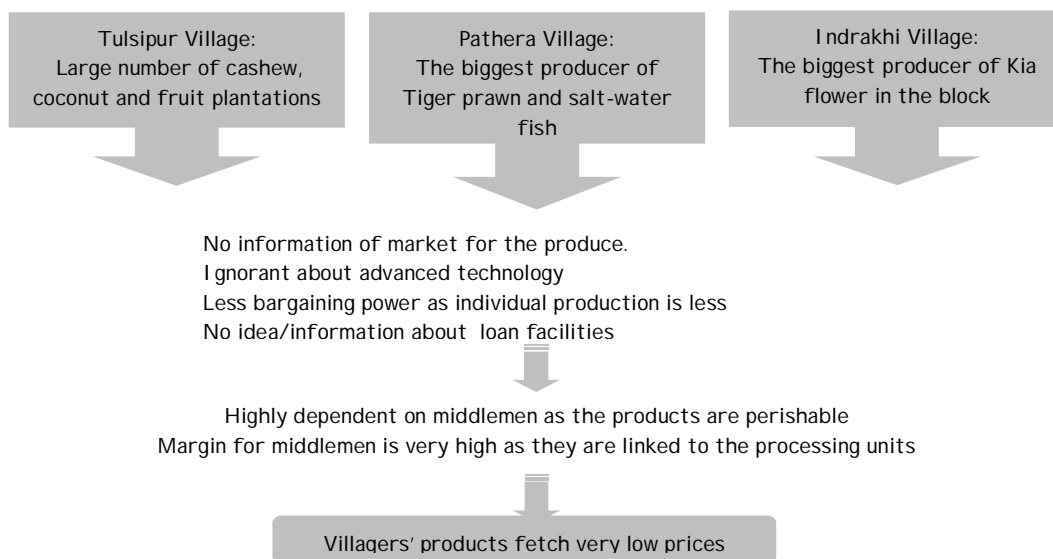 Tulsipur Village:
Large number of cashew,
coconut and fruit plantations
Pathera Village:
The biggest producer of
Tiger prawn and salt-water
fish
Indrakhi Village:
The biggest producer of Kia
flower in the block
No information of market for the produce.
Ignorant about advanced technology
Less bargaining power as individual production is less
No idea/information about loan facilities
Highly dependent on middlemen as the products are perishable
Margin for middlemen is very high as they are linked to the processing units
Villagers' products fetch very low prices